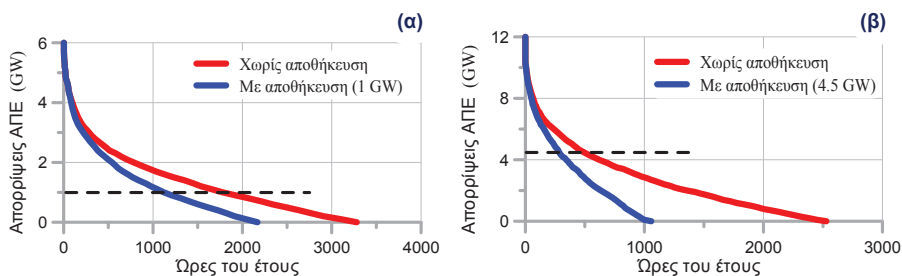 (α)
Απορρίψεις ΑΠΕ (GW)
6
4
2
0
Χωρίς αποθήκευση
Με αποθήκευση (1 GW)
0 1000 2000 3000 4000
Ώρες του έτους
(β)
Απορρίψεις ΑΠΕ (GW)
12
8
4
0
Χωρίς αποθήκευση
Με αποθήκευση (4.5 GW)
0 1000 2000 3000
Ώρες του έτους